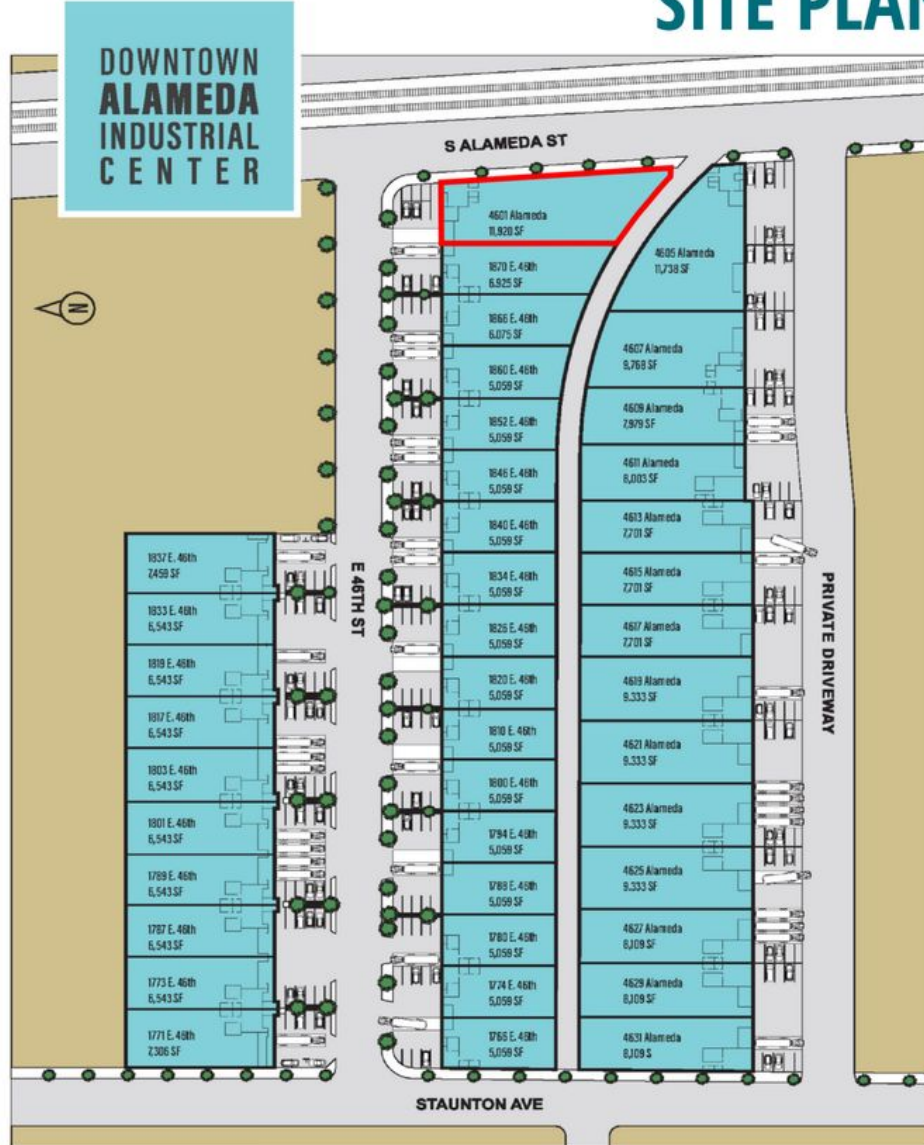 SITE PLAN
DOWNTOWN
ALAMEDA
INDUSTRIAL
CENTER
S ALAMEDA ST
N
4601 Alameda
11,920 SF
1870 E. 46th
6,925 SF
1866 E. 46th
6,075 SF
1860 E. 46th
5,059 SF
1852 E. 46th
5,059 SF
1846 E. 46th
5,059 SF
1840 E. 46th
5,059 SF
1834 E. 46th
5,059 SF
1826 E. 46th
5,059 SF
1820 E. 46th
5,059 SF
1810 E. 46th
5,059 SF
1800 E. 46th
5,059 SF
1794 E. 46th
5,059 SF
1788 E. 46th
5,059 SF
1780 E. 46th
5,059 SF
1774 E. 46th
5,059 SF
1766 E. 46th
5,059 SF
4605 Alameda
11,738 SF
4607 Alameda
9,768 SF
4609 Alameda
7,979 SF
4611 Alameda
8,003 SF
4613 Alameda
7,701 SF
4615 Alameda
7,701 SF
4617 Alameda
7,701 SF
4619 Alameda
9,333 SF
4621 Alameda
9,333 SF
4623 Alameda
9,333 SF
4625 Alameda
9,333 SF
4627 Alameda
8,109 SF
4629 Alameda
8,109 SF
4631 Alameda
8,109 S
1837 E. 46th
7,459 SF
1833 E. 46th
6,543 SF
1819 E. 46th
6,543 SF
1817 E. 46th
6,543 SF
1803 E. 46th
6,543 SF
1801 E. 46th
6,543 SF
1789 E. 46th
6,543 SF
1787 E. 46th
6,543 SF
1773 E. 46th
6,543 SF
1771 E. 46th
7,306 SF
E 46TH ST
PRIVATE DRIVEWAY
STAUNTON AVE